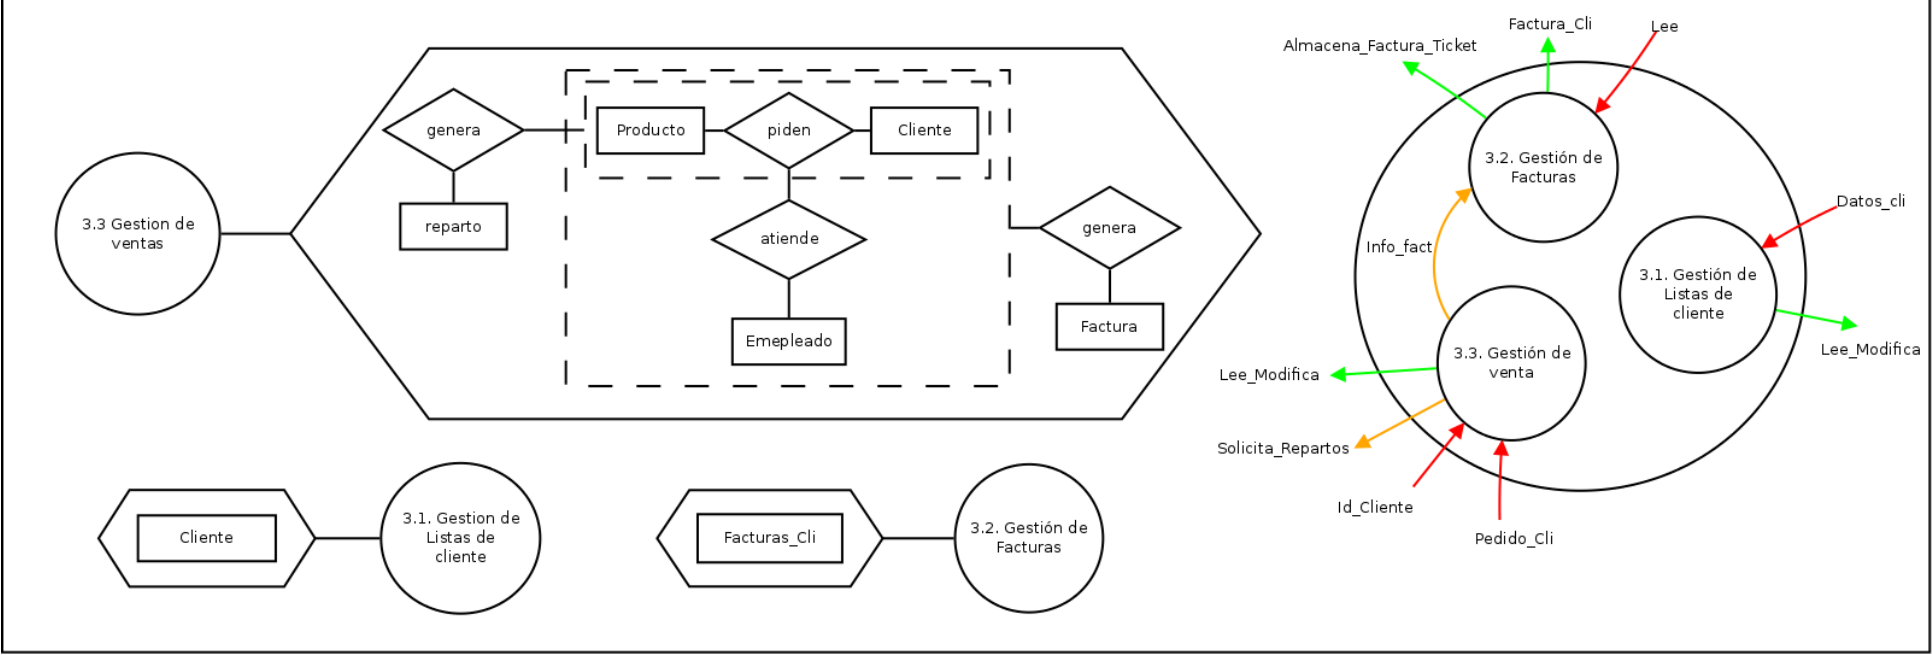 Factura_Cli
Lee
Almacena_Factura_Ticket
genera
Producto
piden
Cliente
3.2. Gestión de
Facturas
3.3 Gestion de
ventas
reparto
atiende
genera
Datos_cli
Info_fact
3.1. Gestión de
Listas de
cliente
Emepleado
Factura
3.3. Gestión de
venta
Lee_Modifica
Lee_Modifica
Solicita_Repartos
Id_Cliente
Pedido_Cli
Cliente
3.1. Gestion de
Listas de
cliente
Facturas_Cli
3.2. Gestión de
Facturas